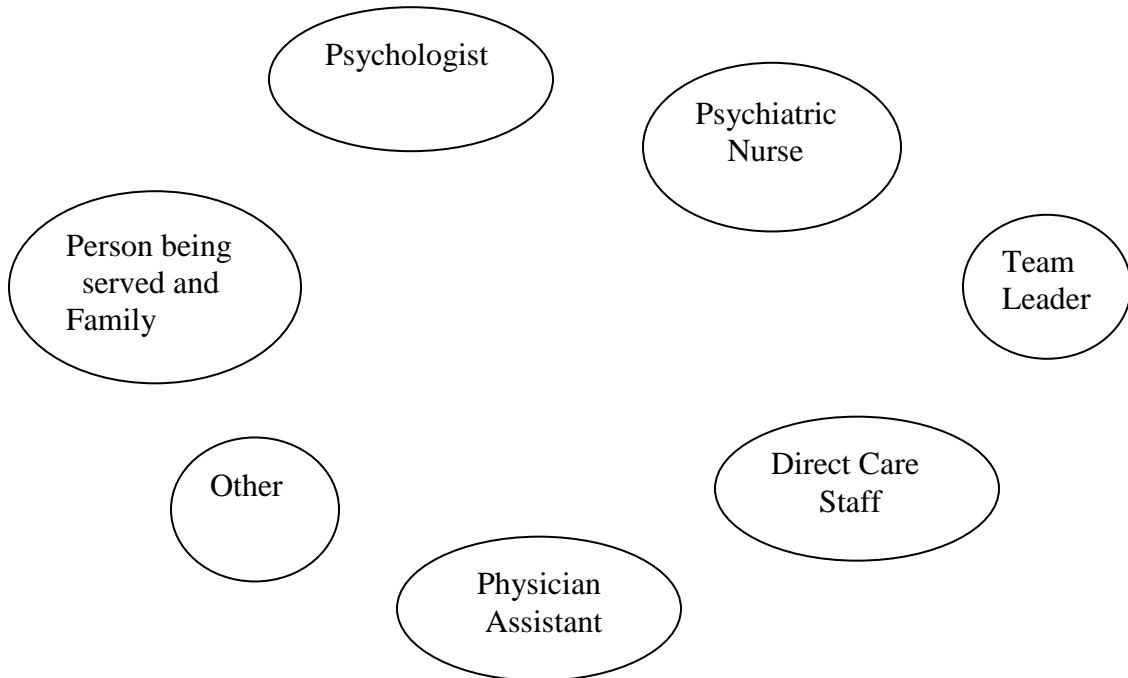 Psychologist
Psychiatric
Nurse
Person being
served and
Family
Team
Leader
Direct Care
Staff
Other
Physician
Assistant